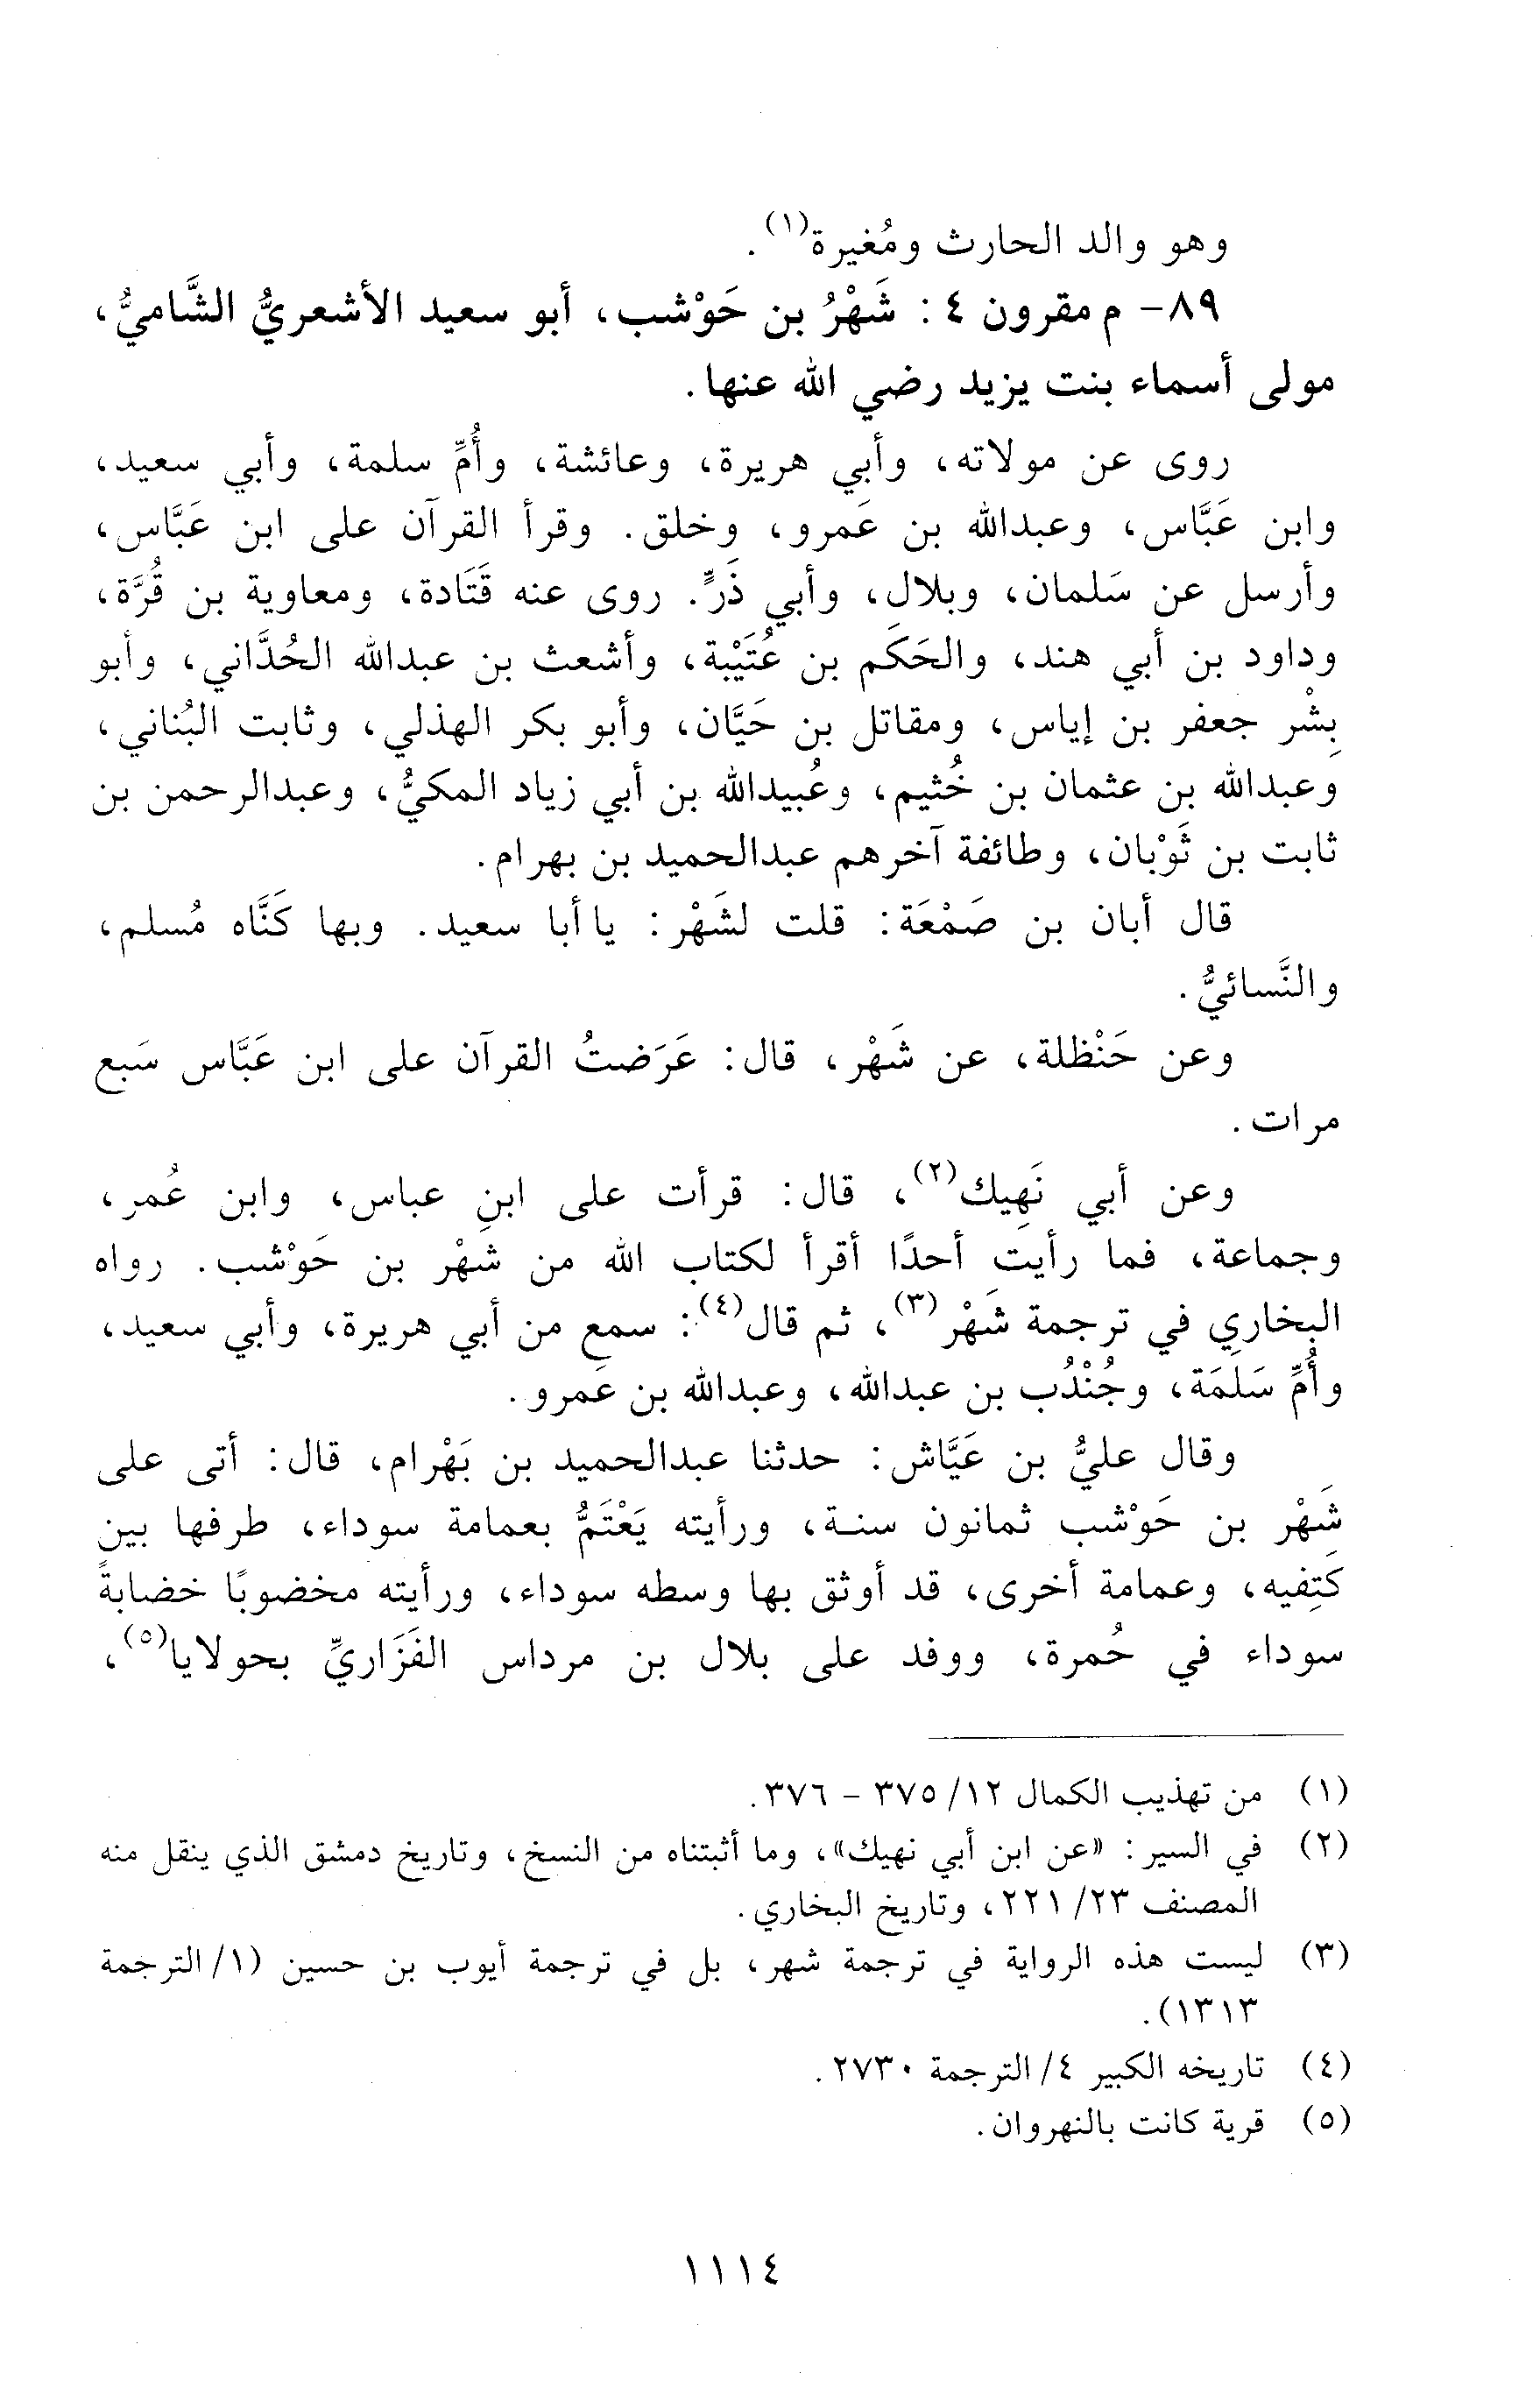 وهو والد الحارث ومُغيرة(١).
٨٩- م مقرون ٤: شَهْرُ بن حَوْشب، أبو سعيد الأشعريُّ الشَّاميُّ،
مولى أسماء بنت يزيد رضي الله عنها.
روى عن مولاته، وأبي هريرة، وعائشة، وأُمِّ سلمة، وأبي سعيد،
وابن عَبَّاس، وعبدالله بن عَمرو، وخلق. وقرأ القرآن على ابن عَبَّاس،
وأرسل عن سَلمان، وبلال، وأبي ذَرٍّ. روى عنه قَتَادة، ومعاوية بن قُرَّة،
وداود بن أبي هند، والحَكَم بن عُتَيْبة، وأشعث بن عبدالله الحُدَّاني، وأبو
بِشْر جعفر بن إياس، ومقاتل بن حَيَّان، وأبو بكر الهذلي، وثابت البُناني،
وعبدالله بن عثمان بن خُثيم، وعُبيدالله بن أبي زياد المكيُّ، وعبدالرحمن بن
ثابت بن ثَوْبان، وطائفة آخرهم عبدالحميد بن بهرام.
قال أبان بن صَمْعَة: قلت لشَهْر: يا أبا سعيد. وبها كَنَّاه مُسلم،
والنَّسائيُّ.
وعن حَنْظلة، عن شَهْر، قال: عَرَضتُ القرآن على ابن عَبَّاس سَبع
مرات.
وعن أبي نَهِيك(٢)، قال: قرأت على ابنِ عباس، وابن عُمر،
وجماعة، فما رأيت أحدًا أقرأ لكتاب الله من شهْر بن حَوْشب. رواه
البخاري في ترجمة شَهْر(٣)، ثم قال(٤): سمع من أبي هريرة، وأبي سعيد،
وأُمِّ سَلَمَة، وجُنْدُب بن عبدالله، وعبدالله بن عَمرو.
وقال عليُّ بن عَيَّاش: حدثنا عبدالحميد بن بَهْرام، قال: أتى على
شَهْر بن حَوْشب ثمانون سنة، ورأيته يَعْتَمُّ بعمامة سوداء، طرفها بين
كَتِفيه، وعمامة أخرى، قد أوثق بها وسطه سوداء، ورأيته مخضوبًا خضابةً
سوداء في حُمرة، ووفد على بلال بن مرداس الفَزَاريِّ بحولايا(٥)،
(١) من تهذيب الكمال ١٢/ ٣٧٥ - ٣٧٦.
(٢) في السير: «عن ابن أبي نهيك»، وما أثبتناه من النسخ، وتاريخ دمشق الذي ينقل منه
المصنف ٢٣/ ٢٢١، وتاريخ البخاري.
(٣) ليست هذه الرواية في ترجمة شهر، بل في ترجمة أيوب بن حسين (١/ الترجمة
١٣١٣).
(٤) تاريخه الكبير ٤/ الترجمة ٢٧٣٠.
(٥) قرية كانت بالنهروان.
١١١٤